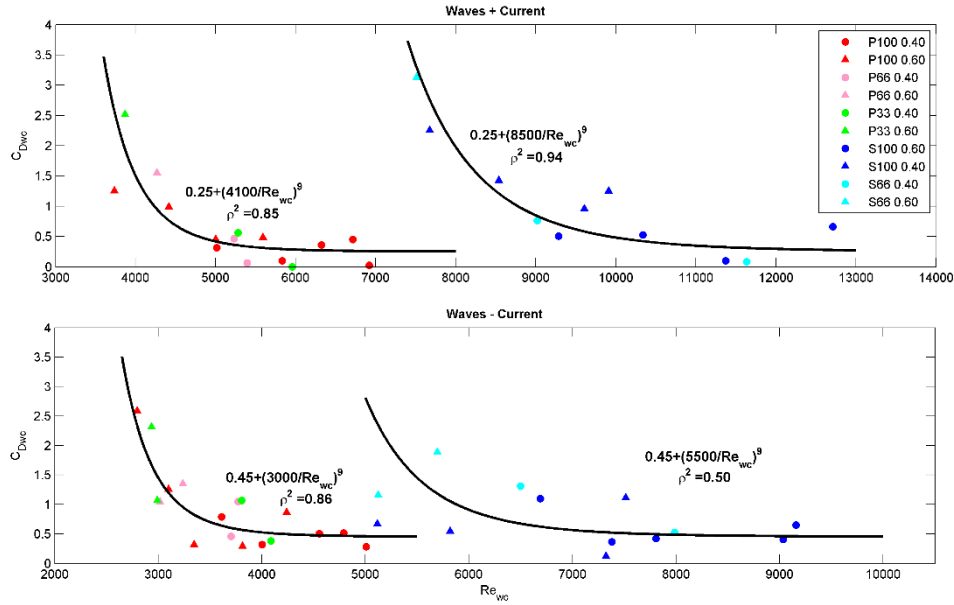 Waves + Current
4
3.5
3
2.5
2
1.5
1
0.5
0
C_Dwc
3000 4000 5000 6000 7000 8000 9000 10000 11000 12000 13000 14000
0.25+(4100/Re_wc)^9
ρ^2 =0.85
0.25+(8500/Re_wc)^9
ρ^2 =0.94
P100 0.40
P100 0.60
P66 0.40
P66 0.60
P33 0.40
P33 0.60
S100 0.60
S100 0.40
S66 0.40
S66 0.60
Waves - Current
4
3.5
3
2.5
2
1.5
1
0.5
0
C_Dwc
0.45+(3000/Re_wc)^9
ρ^2 =0.86
0.45+(5500/Re_wc)^9
ρ^2 =0.50
2000 3000 4000 5000 6000 7000 8000 9000 10000
Re_wc